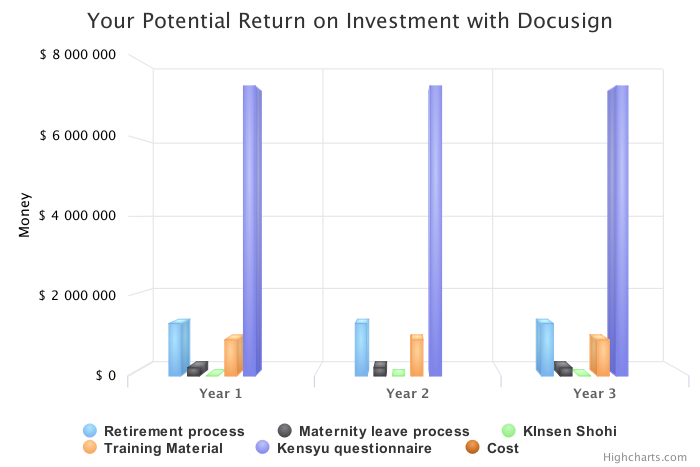 Your Potential Return on Investment with Docusign
$ 8 000 000
$ 6 000 000
$ 4 000 000
$ 2 000 000
$ 0
Money
Year 1
Year 2
Year 3
Retirement process
Maternity leave process
KInsen Shohi
Training Material
Kensyu questionnaire
Cost
Highcharts.com